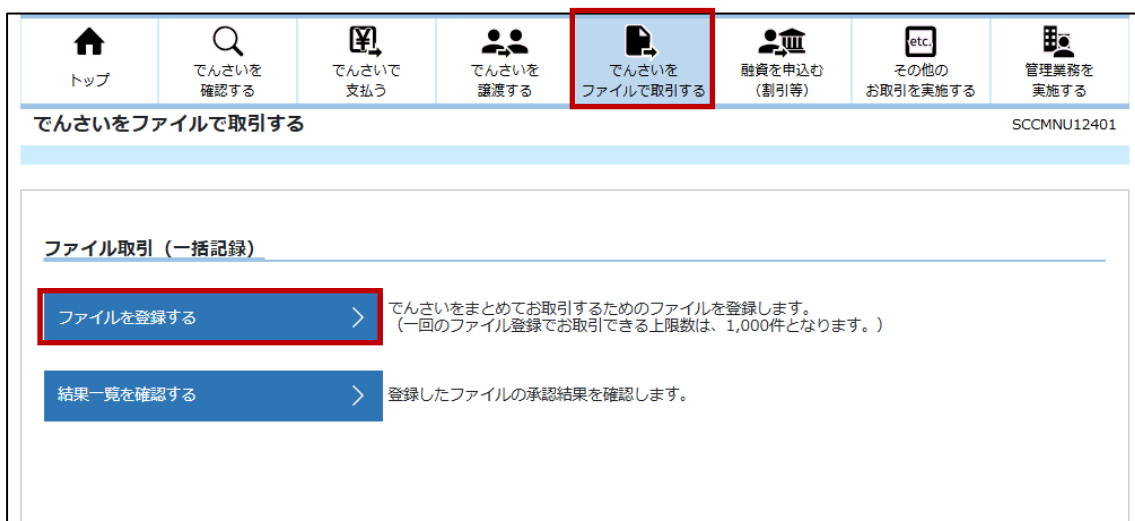 トップ
でんさいを
確認する
でんさいで
支払う
でんさいを
譲渡する
でんさいを
ファイルで取引する
融資を申込む
(割引等)
etc.
その他の
お取引を実施する
管理業務を
実施する
でんさいをファイルで取引する
SCCMNU12401
ファイル取引（一括記録）
ファイルを登録する
でんさいをまとめてお取引するためのファイルを登録します。
（一回のファイル登録でお取引できる上限数は、1,000件となります。）
結果一覧を確認する
登録したファイルの承認結果を確認します。